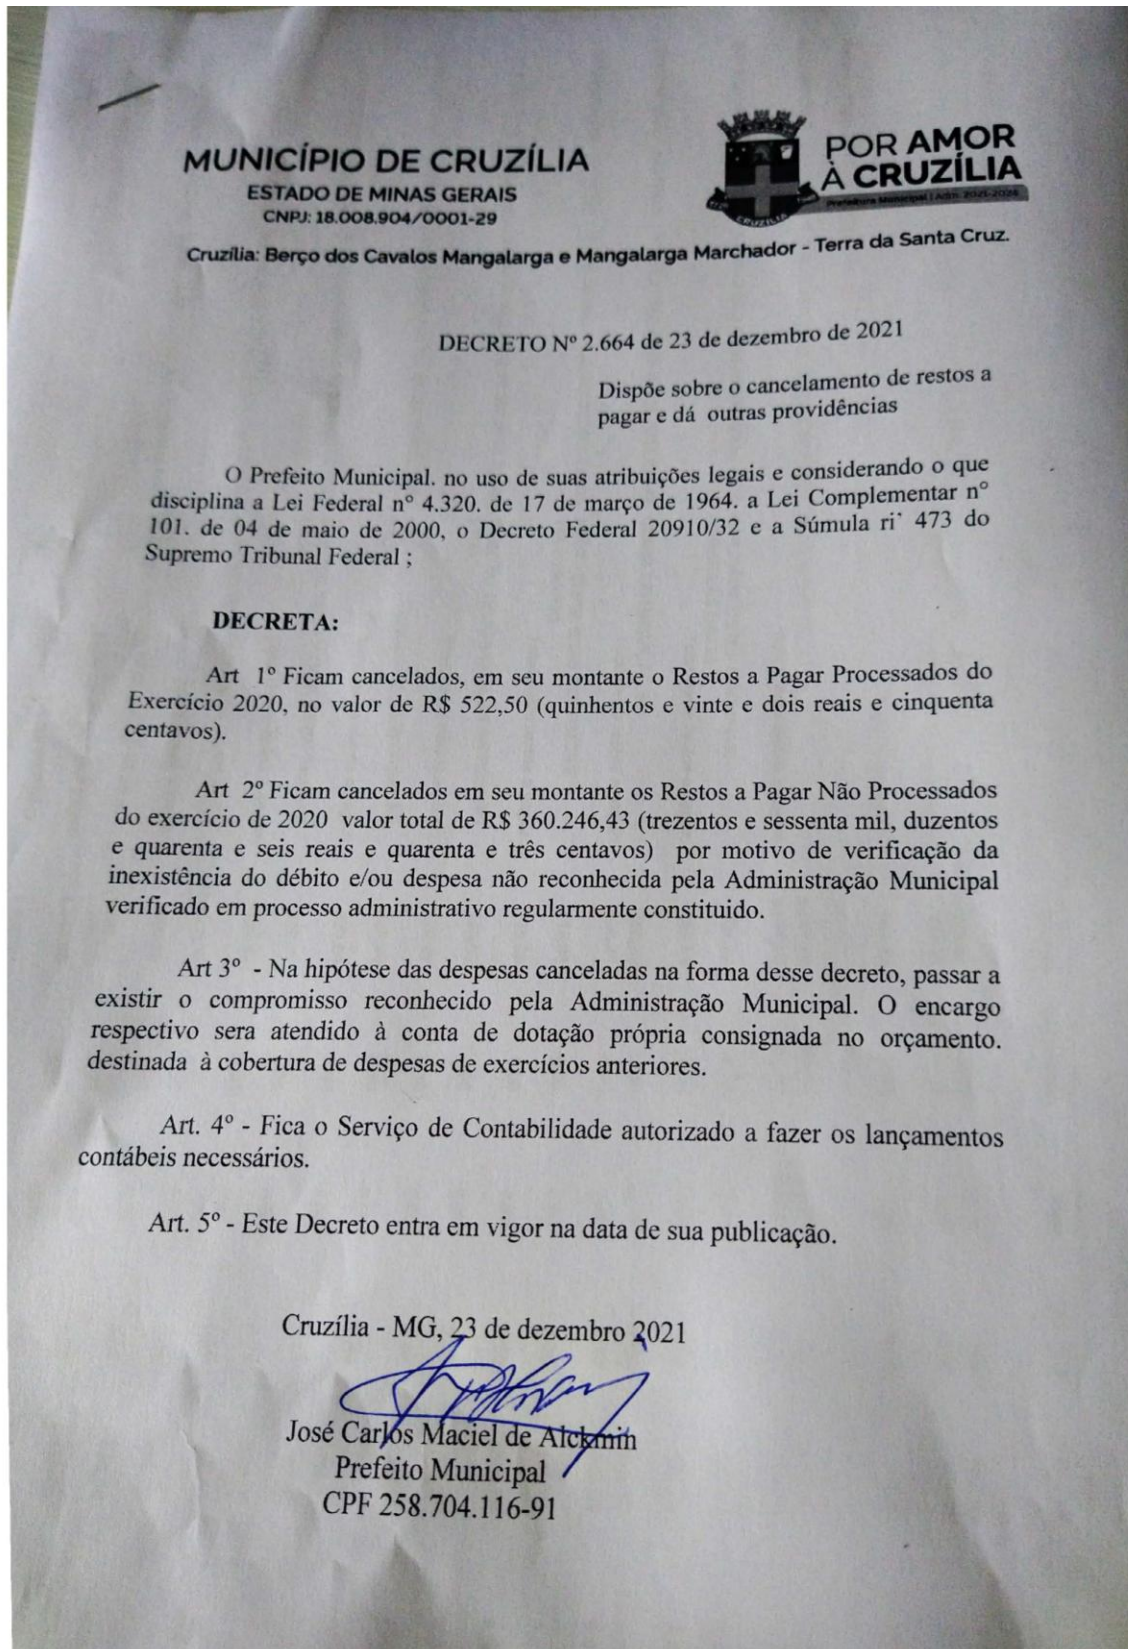 MUNICÍPIO DE CRUZÍLIA
ESTADO DE MINAS GERAIS
CNPJ: 18.008.904/0001-29
POR AMOR
À CRUZÍLIA
Prefeitura Municipal | Adm. 2021-2024
CRUZÍLIA
Cruzília: Berço dos Cavalos Mangalarga e Mangalarga Marchador - Terra da Santa Cruz.
DECRETO Nº 2.664 de 23 de dezembro de 2021
Dispõe sobre o cancelamento de restos a
pagar e dá outras providências
O Prefeito Municipal. no uso de suas atribuições legais e considerando o que
disciplina a Lei Federal nº 4.320. de 17 de março de 1964. a Lei Complementar nº
101. de 04 de maio de 2000, o Decreto Federal 20910/32 e a Súmula ri˙ 473 do
Supremo Tribunal Federal ;
DECRETA:
Art 1º Ficam cancelados, em seu montante o Restos a Pagar Processados do
Exercício 2020, no valor de R$ 522,50 (quinhentos e vinte e dois reais e cinquenta
centavos).
Art 2º Ficam cancelados em seu montante os Restos a Pagar Não Processados
do exercício de 2020 valor total de R$ 360.246,43 (trezentos e sessenta mil, duzentos
e quarenta e seis reais e quarenta e três centavos) por motivo de verificação da
inexistência do débito e/ou despesa não reconhecida pela Administração Municipal
verificado em processo administrativo regularmente constituido.
Art 3º - Na hipótese das despesas canceladas na forma desse decreto, passar a
existir o compromisso reconhecido pela Administração Municipal. O encargo
respectivo sera atendido à conta de dotação própria consignada no orçamento.
destinada à cobertura de despesas de exercícios anteriores.
Art. 4º - Fica o Serviço de Contabilidade autorizado a fazer os lançamentos
contábeis necessários.
Art. 5º - Este Decreto entra em vigor na data de sua publicação.
Cruzília - MG, 23 de dezembro 2021
José Carlos Maciel de Alckmin
Prefeito Municipal
CPF 258.704.116-91